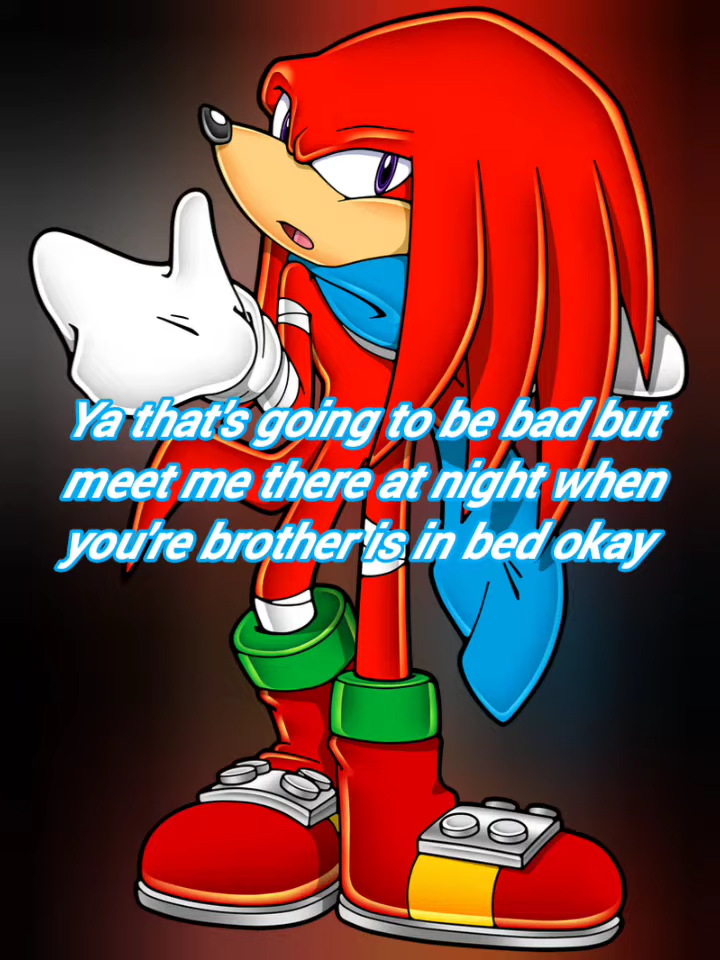 Ya that's going to be bad but
meet me there at night when
you're brother is in bed okay